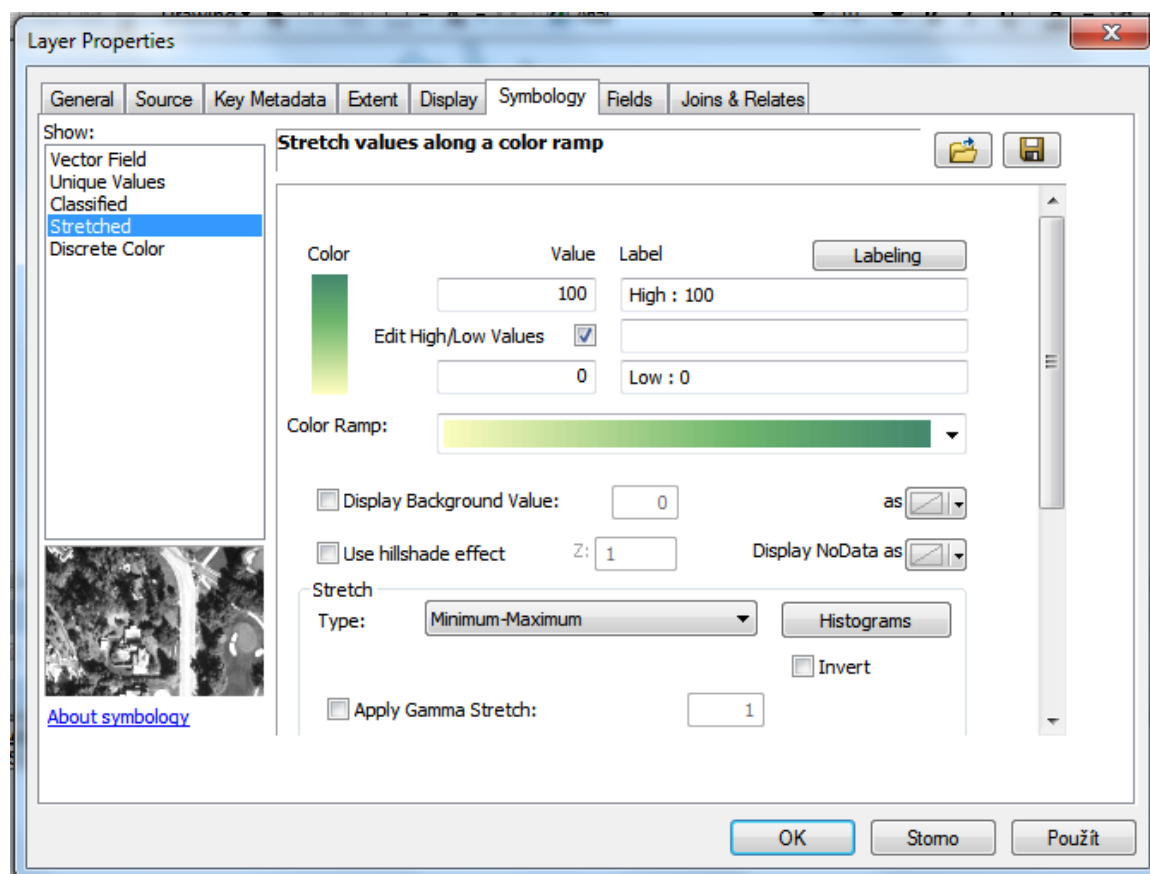 Layer Properties
General Source Key Metadata Extent Display Symbology Fields Joins & Relates
Show:
Vector Field
Unique Values
Classified
Stretched
Discrete Color
About symbology
Stretch values along a color ramp
Color Value Label Labeling
100 High : 100
Edit High/Low Values
0 Low : 0
Color Ramp:
Display Background Value: 0 as
Use hillshade effect Z: 1 Display NoData as
Stretch
Type: Minimum-Maximum Histograms
Invert
Apply Gamma Stretch: 1
OK Storno Použít